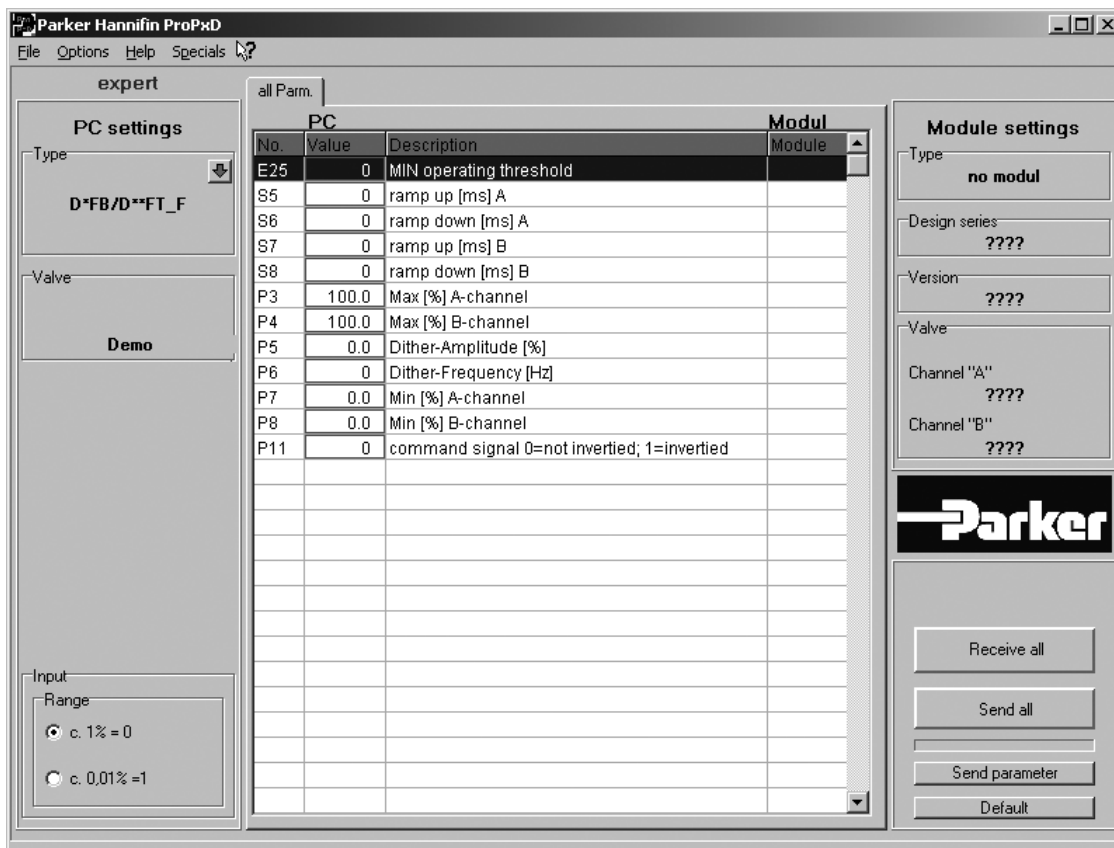 Parker Hannifin ProPxD
File Options Help Specials
expert
PC settings
Type
D*FB/D**FT_F
Valve
Demo
Input
Range
c. 1% = 0
c. 0,01% =1
all Parm.
PC Modul
No. Value Description Module
E25 0 MIN operating threshold
S5 0 ramp up [ms] A
S6 0 ramp down [ms] A
S7 0 ramp up [ms] B
S8 0 ramp down [ms] B
P3 100.0 Max [%] A-channel
P4 100.0 Max [%] B-channel
P5 0.0 Dither-Amplitude [%]
P6 0 Dither-Frequency [Hz]
P7 0.0 Min [%] A-channel
P8 0.0 Min [%] B-channel
P11 0 command signal 0=not invertied; 1=invertied
Module settings
Type
no modul
Design series
????
Version
????
Valve
Channel "A"
????
Channel "B"
????
Parker
Receive all
Send all
Send parameter
Default